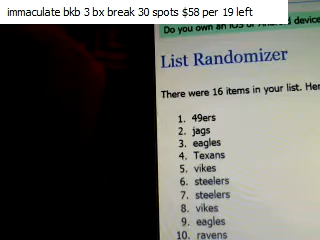 immaculate bkb 3 bx break 30 spots $58 per 19 left
Do you own an iOS or Android device
List Randomizer
There were 16 items in your list. Her
1. 49ers
2. jags
3. eagles
4. Texans
5. vikes
6. steelers
7. steelers
8. vikes
9. eagles
10. ravens